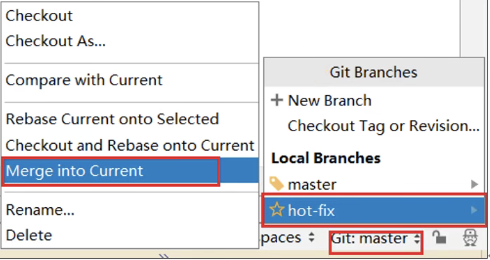 Checkout
Checkout As...
Compare with Current
Rebase Current onto Selected
Checkout and Rebase onto Current
Merge into Current
Rename...
Delete
Git Branches
+ New Branch
Checkout Tag or Revision...
Local Branches
master
hot-fix
paces
Git: master